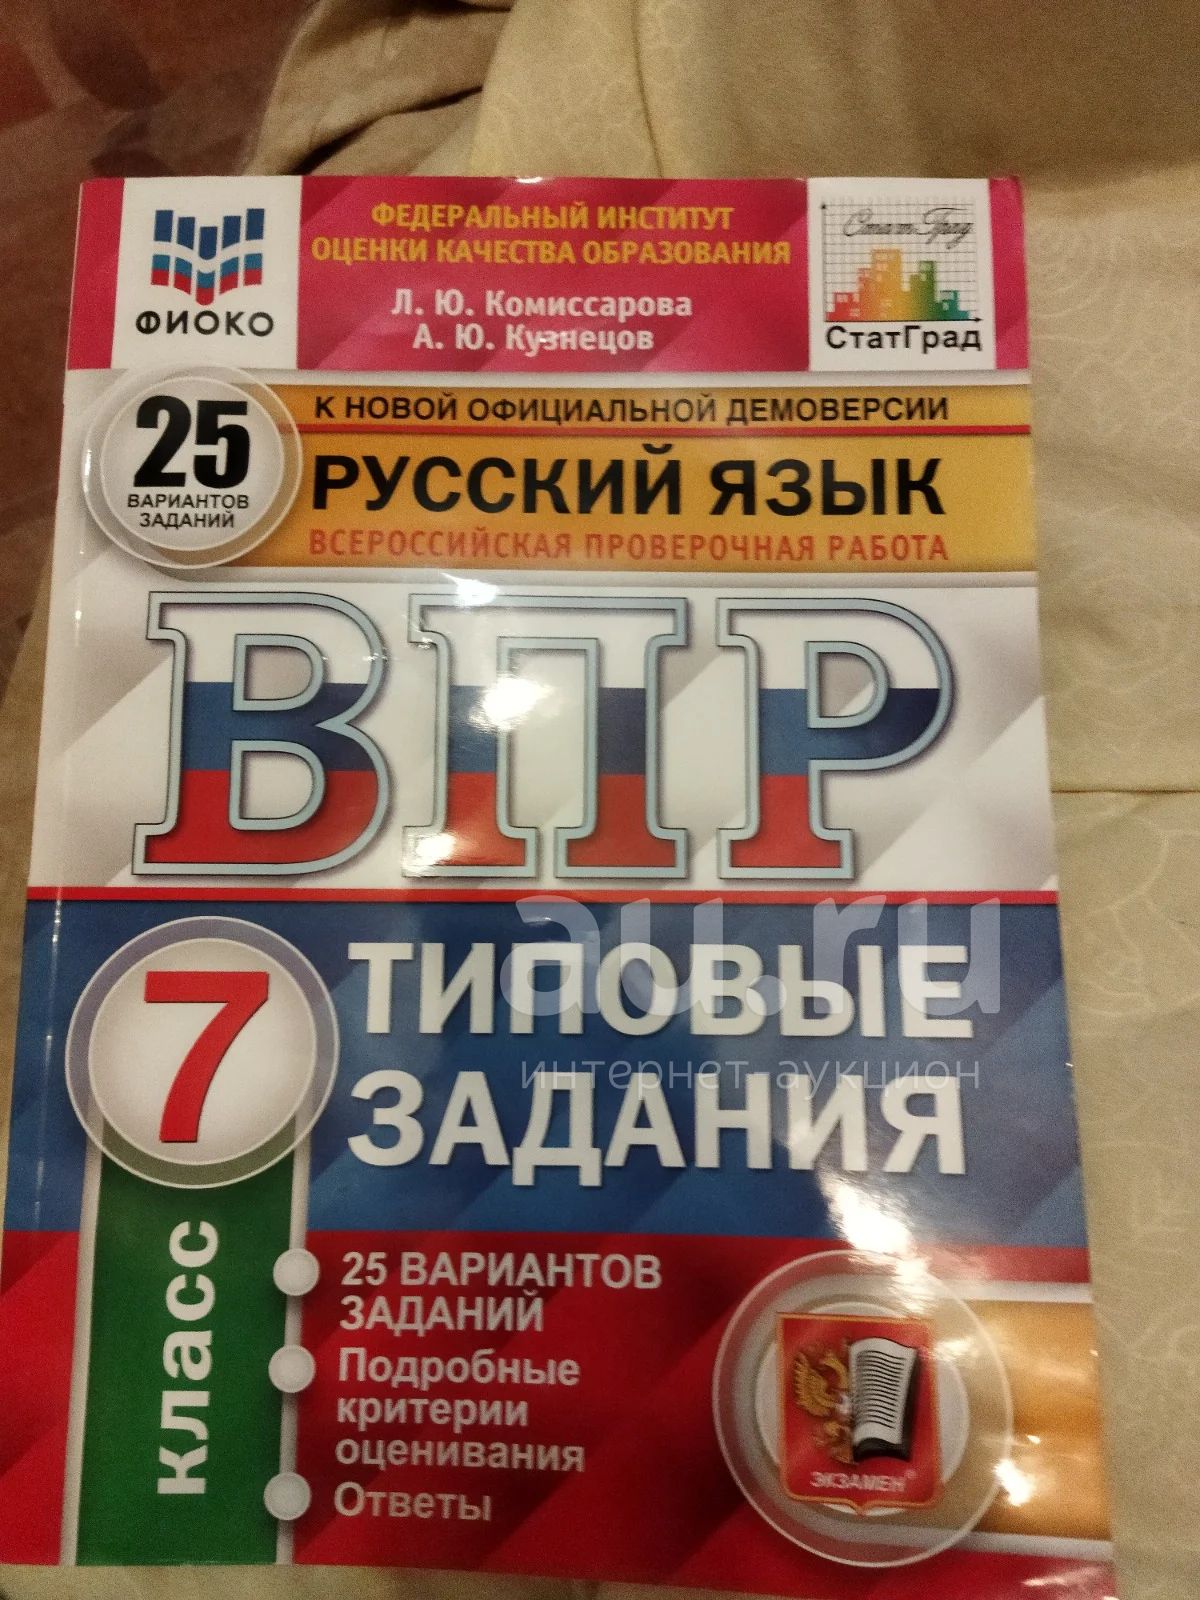 ФЕДЕРАЛЬНЫЙ ИНСТИТУТ
ОЦЕНКИ КАЧЕСТВА ОБРАЗОВАНИЯ
ФИОКО
Л. Ю. Комиссарова
А. Ю. Кузнецов
СтатГрад
СтатГрад
25
ВАРИАНТОВ
ЗАДАНИЙ
К НОВОЙ ОФИЦИАЛЬНОЙ ДЕМОВЕРСИИ
РУССКИЙ ЯЗЫК
ВСЕРОССИЙСКАЯ ПРОВЕРОЧНАЯ РАБОТА
ВПР
au.ru
интернет-аукцион
7
класс
ТИПОВЫЕ
ЗАДАНИЯ
25 ВАРИАНТОВ
ЗАДАНИЙ
Подробные
критерии
оценивания
Ответы
ЭКЗАМЕН®